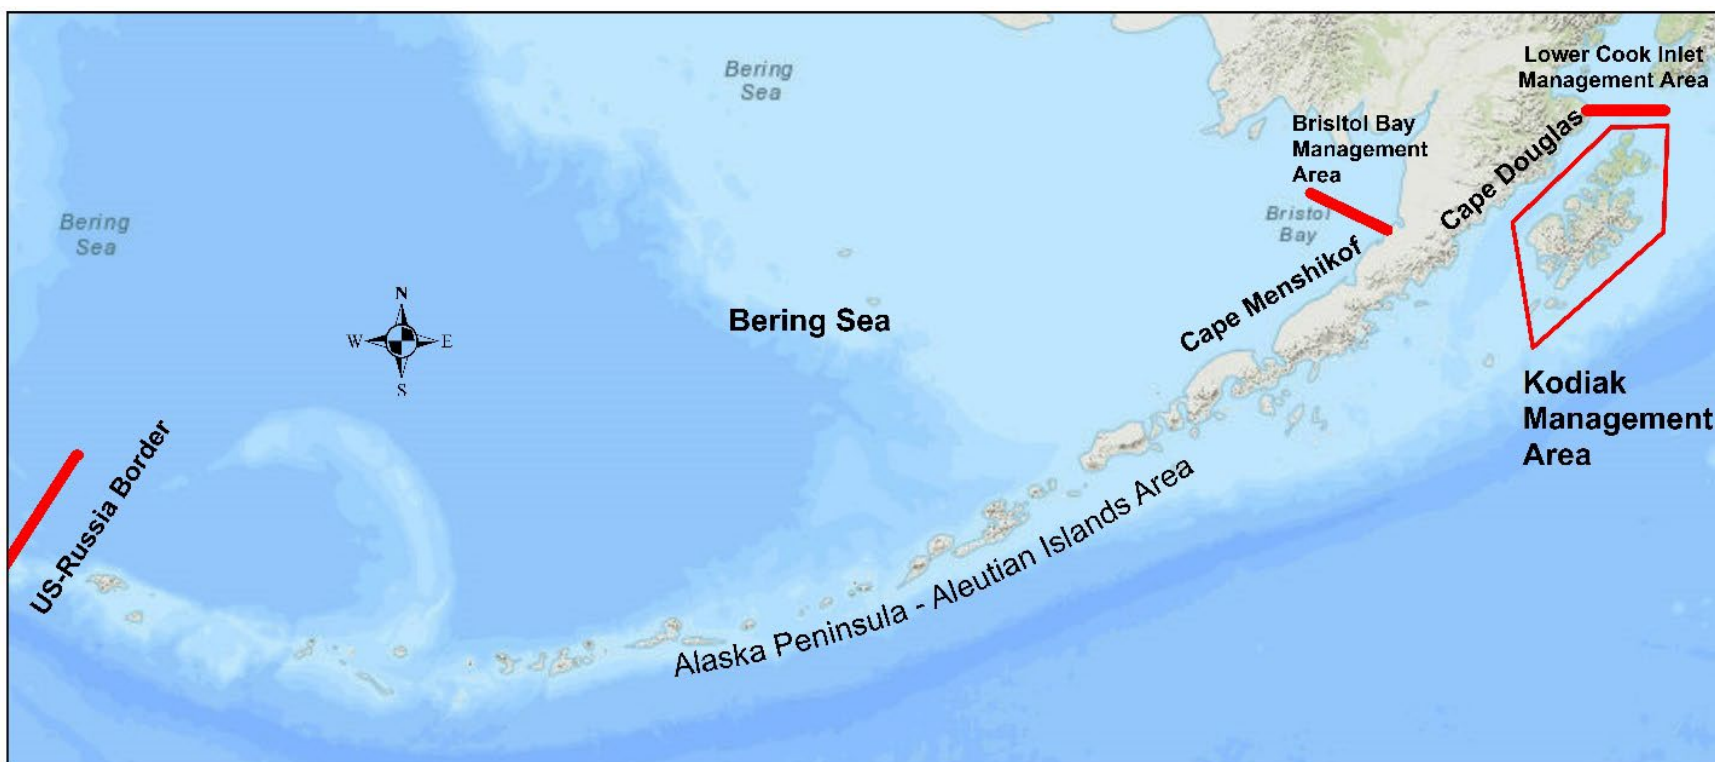 Lower Cook Inlet
Management Area
Bering
Sea
Brisltol Bay
Management
Area
Cape Douglas
Bering
Sea
Bristol
Bay
Cape Menshikof
N
W
E
S
Bering Sea
Kodiak
Management
Area
US-Russia Border
Alaska Peninsula - Aleutian Islands Area